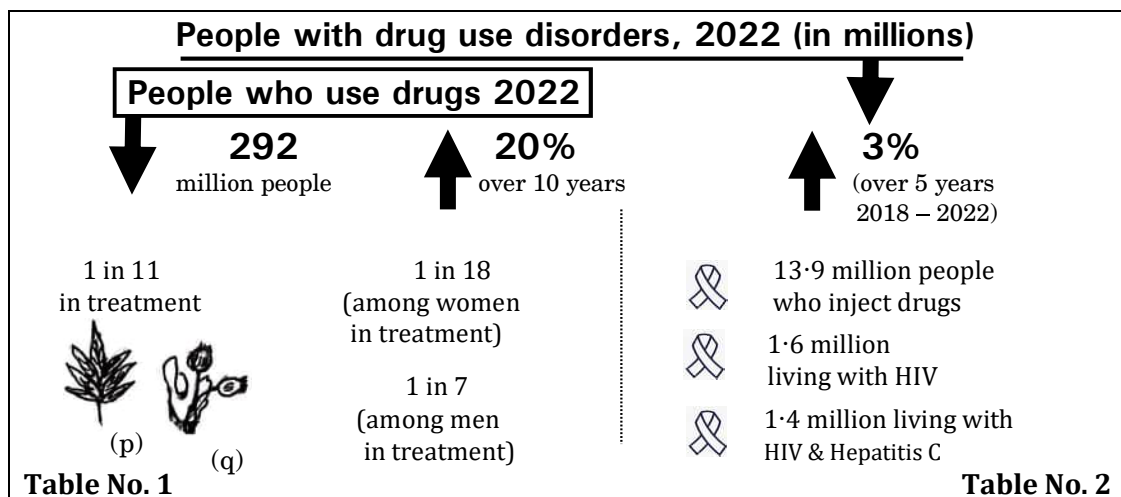 People with drug use disorders, 2022 (in millions)
People who use drugs 2022
292
million people
20%
over 10 years
3%
(over 5 years
2018 – 2022)
1 in 11
in treatment
(p)
(q)
1 in 18
(among women
in treatment)
1 in 7
(among men
in treatment)
13·9 million people
who inject drugs
1·6 million
living with HIV
1·4 million living with
HIV & Hepatitis C
Table No. 1
Table No. 2